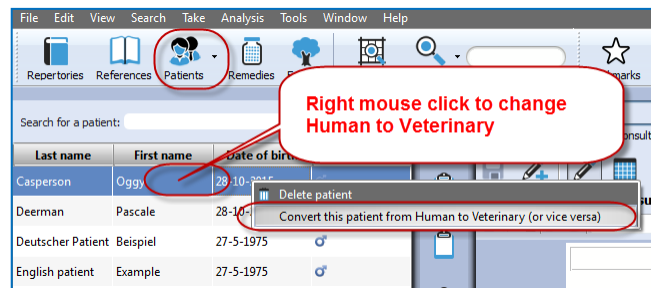 File Edit View Search Take Analysis Tools Window Help
Repertories References Patients Remedies
Search for a patient:
Right mouse click to change
Human to Veterinary
Last name First name Date of
Casperson Oggy 28-10-2015
Delete patient
Deerman Pascale 28-10-
Convert this patient from Human to Veterinary (or vice versa)
Deutscher Patient Beispiel 27-5-1975
English patient Example 27-5-1975